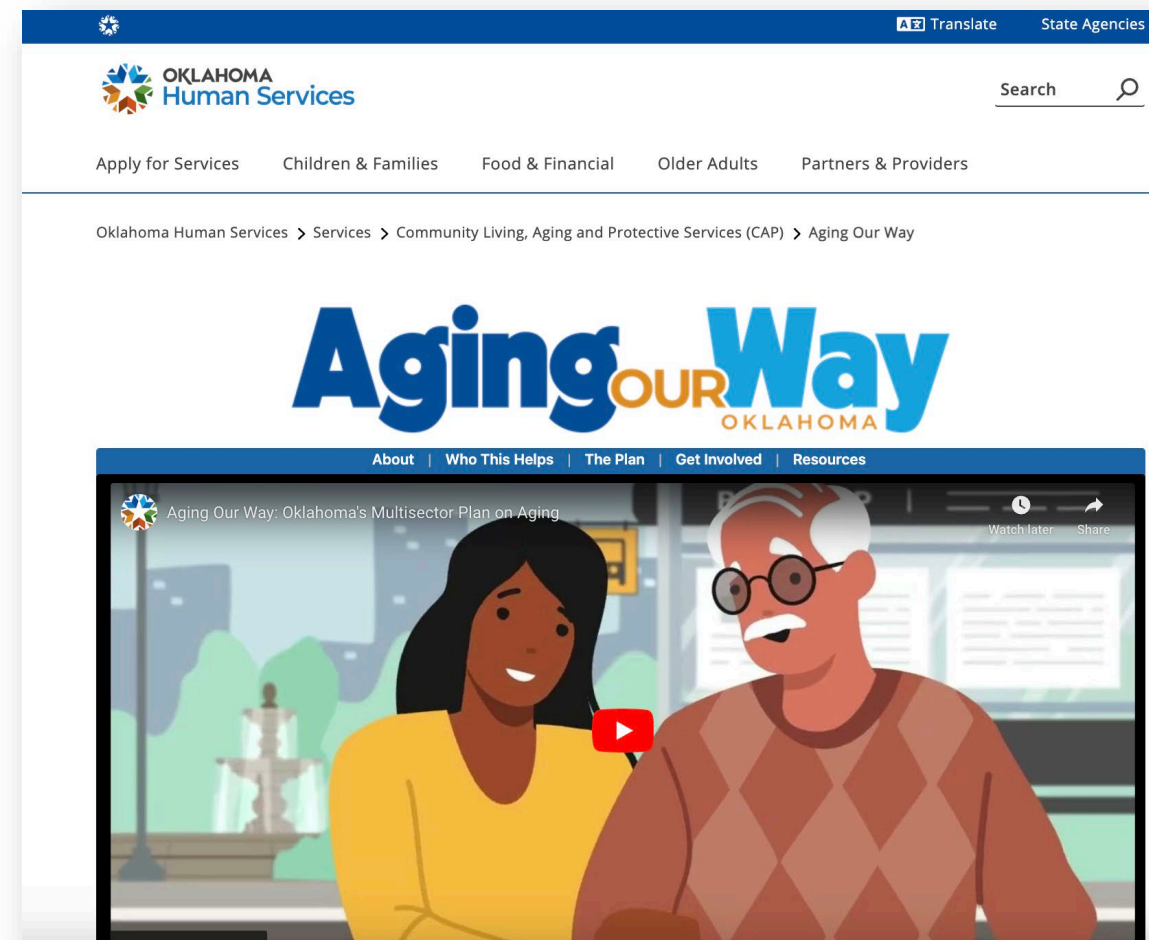 Translate State Agencies
OKLAHOMA
Human Services
Search
Apply for Services Children & Families Food & Financial Older Adults Partners & Providers
Oklahoma Human Services > Services > Community Living, Aging and Protective Services (CAP) > Aging Our Way
Aging OUR Way
OKLAHOMA
About | Who This Helps | The Plan | Get Involved | Resources
Aging Our Way: Oklahoma's Multisector Plan on Aging
Watch later Share